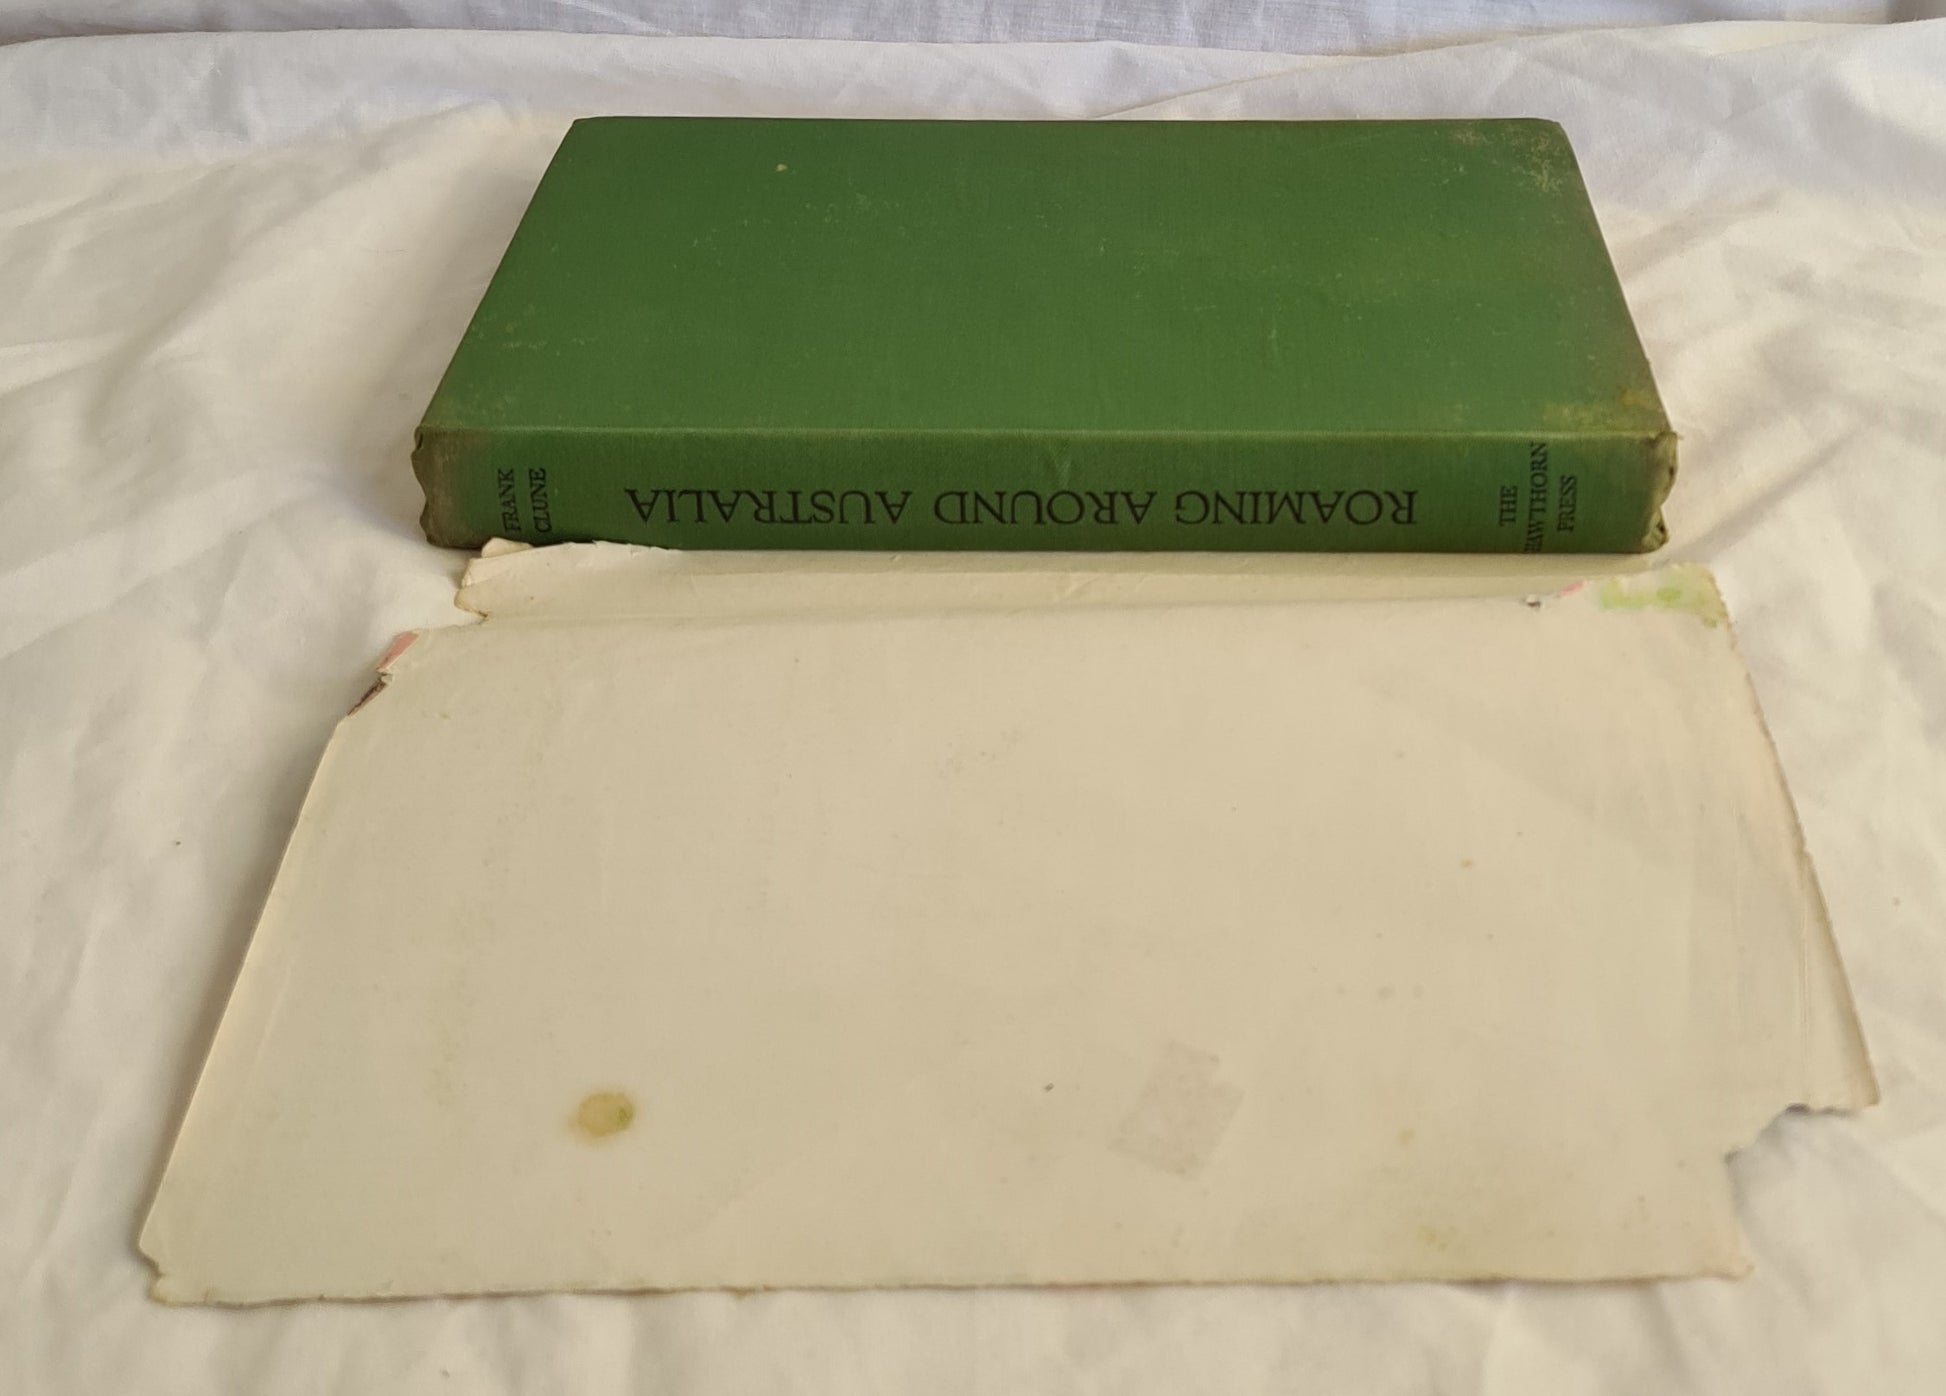 FRANK
CLUNE
ROAMING AROUND AUSTRALIA
THE
HAWTHORN
PRESS